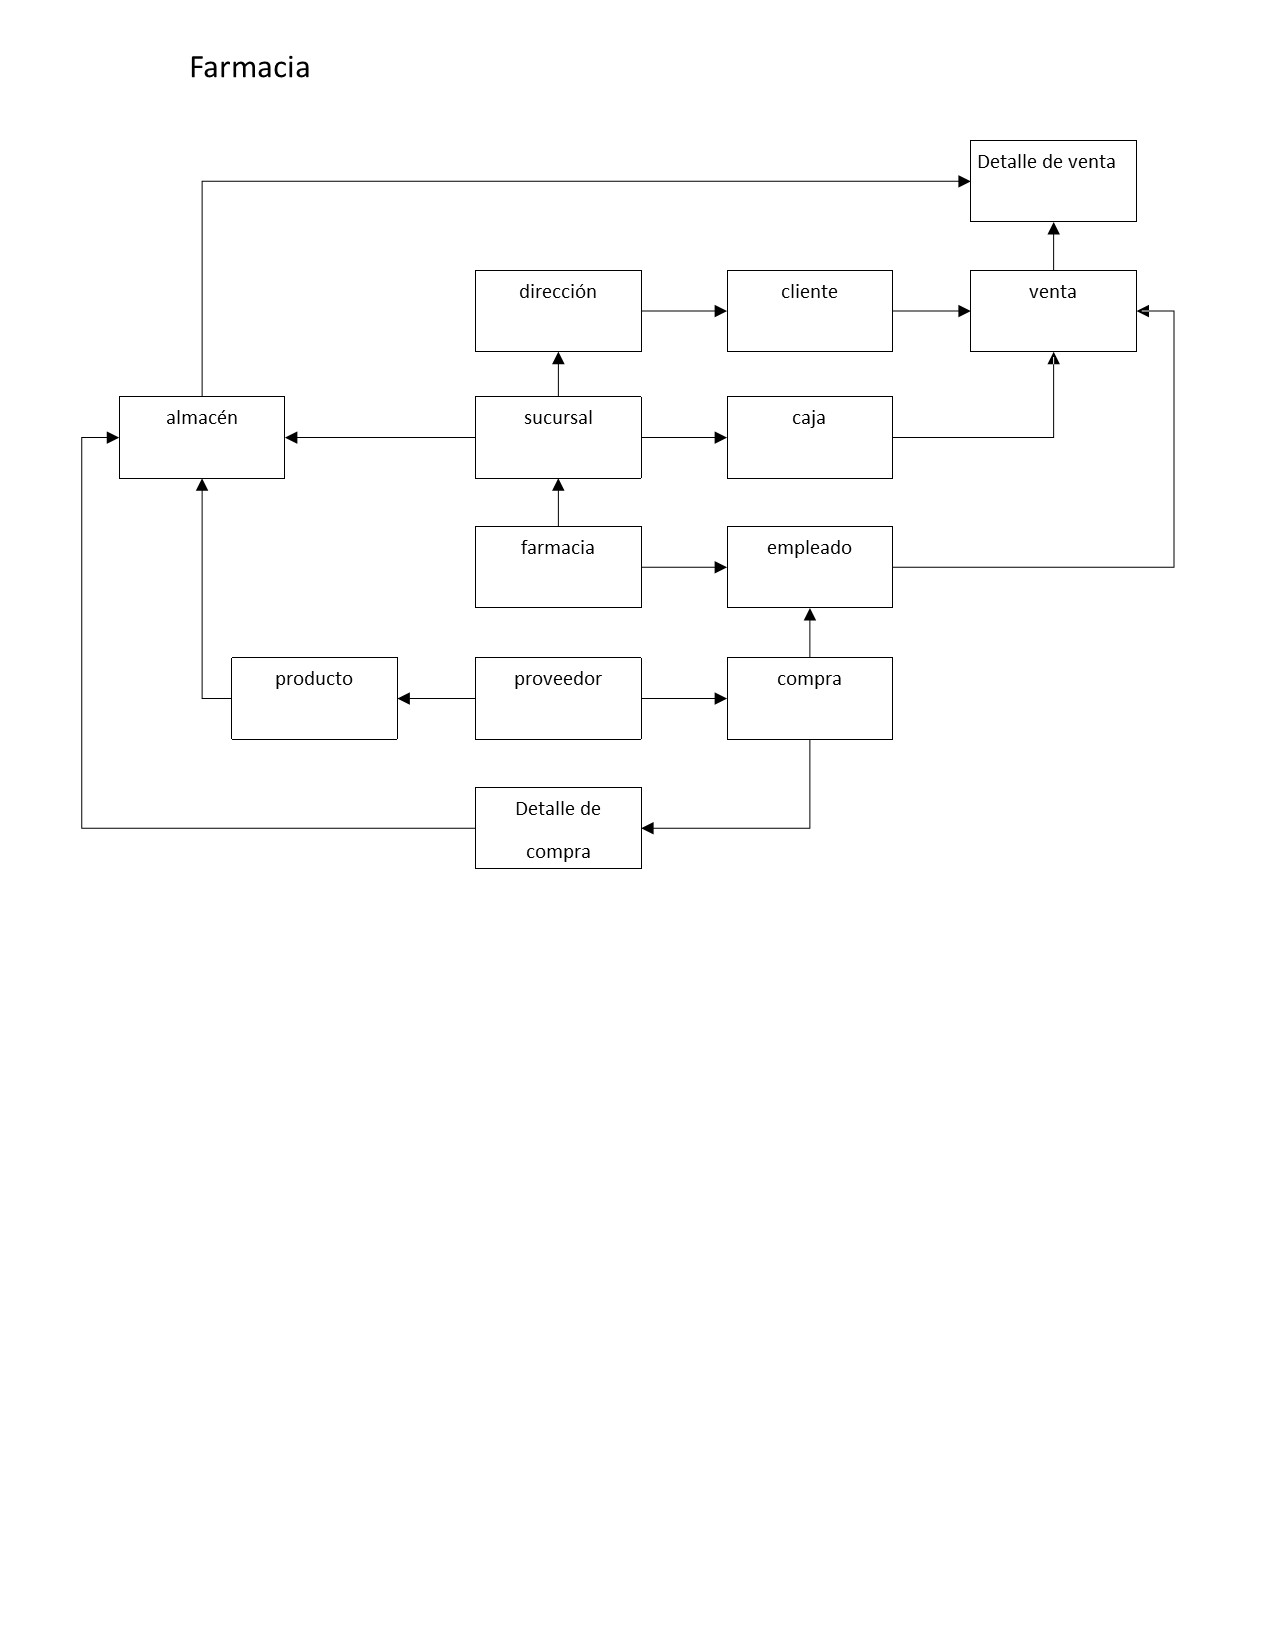 Farmacia
Detalle de venta
dirección
cliente
venta
almacén
sucursal
caja
farmacia
empleado
producto
proveedor
compra
Detalle de
compra